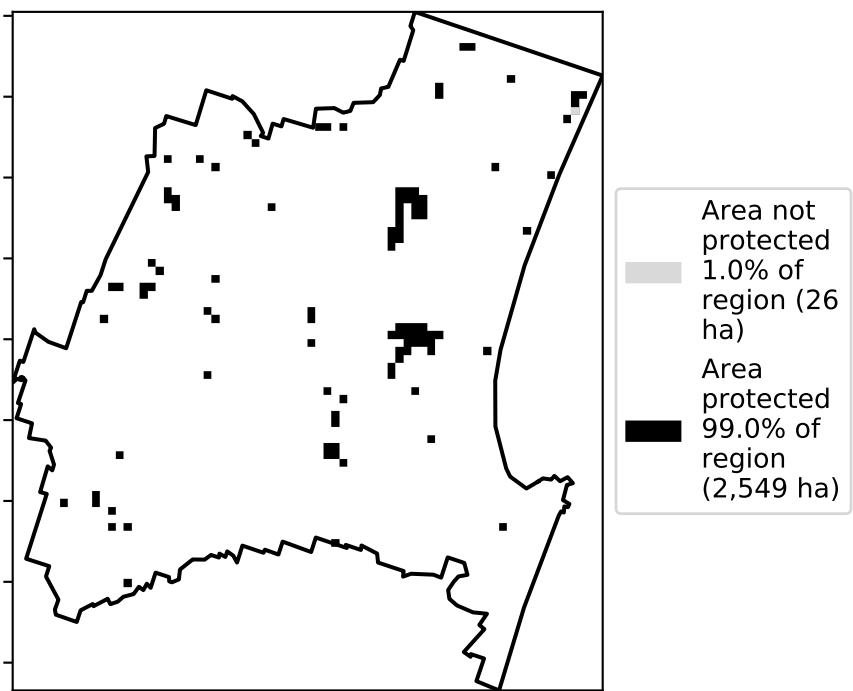 Area not
protected
1.0% of
region (26
ha)
Area
protected
99.0% of
region
(2,549 ha)